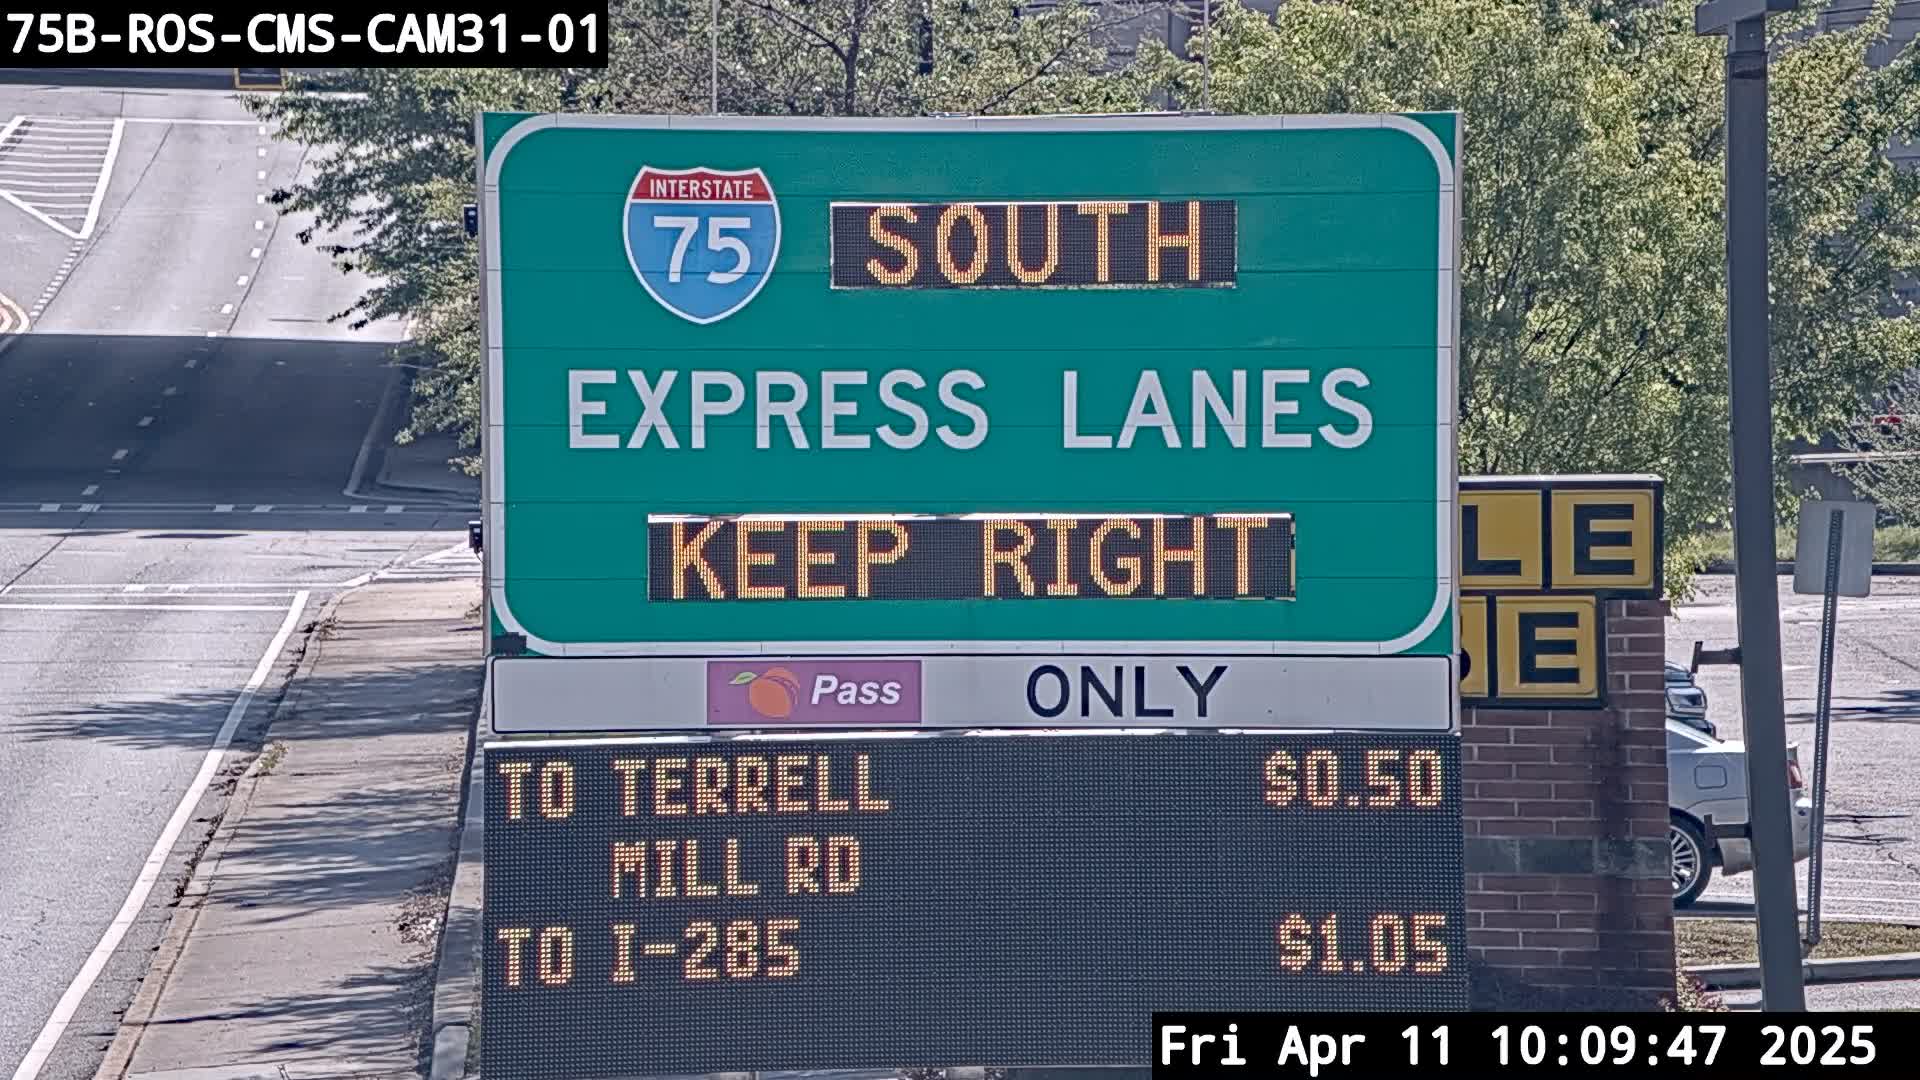 75B-ROS-CMS-CAM31-01
INTERSTATE
75
SOUTH
EXPRESS LANES
KEEP RIGHT
LE
E
Pass ONLY
TO TERRELL $0.50
MILL RD
TO I-285 $1.05
Fri Apr 11 10:09:47 2025